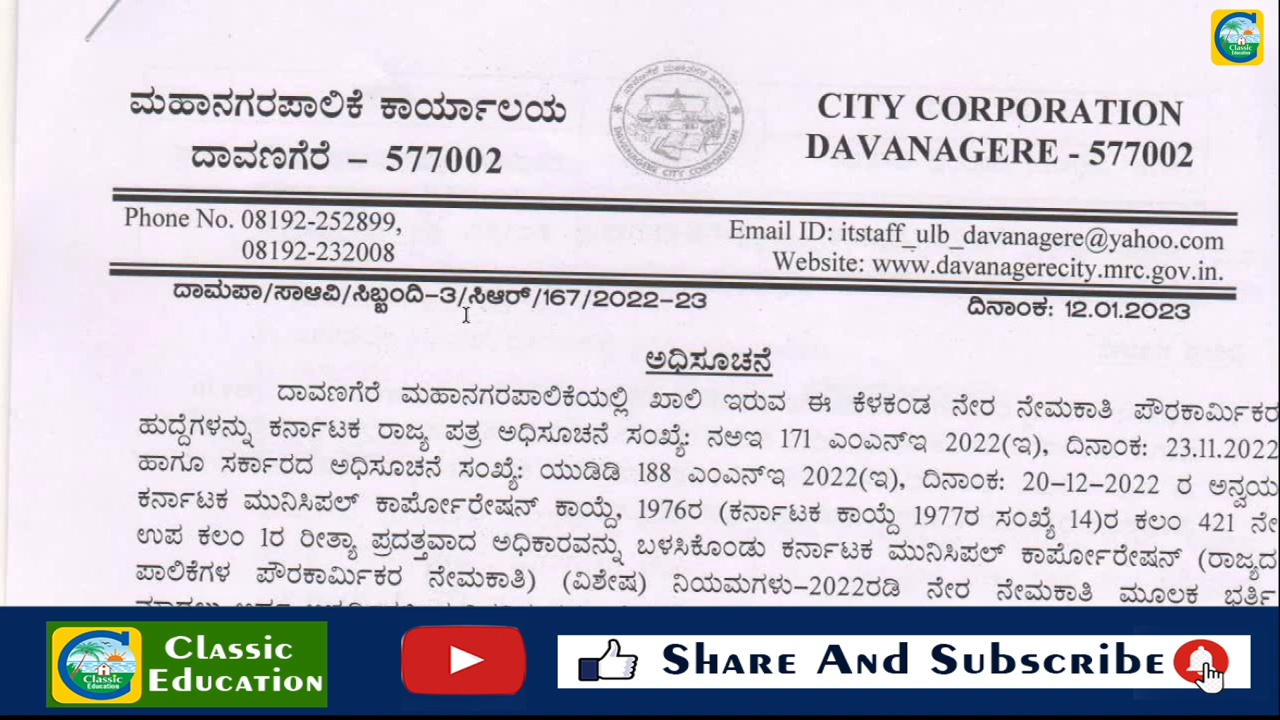 ಮಹಾನಗರಪಾಲಿಕೆ ಕಾರ್ಯಾಲಯ
ದಾವಣಗೆರೆ – 577002
CITY CORPORATION
DAVANAGERE - 577002
Phone No. 08192-252899,
08192-232008
Email ID: itstaff_ulb_davanagere@yahoo.com
Website: www.davanagerecity.mrc.gov.in.
ದಾಮಪಾ/ಸಾಆವಿ/ಸಿಬ್ಬಂದಿ-3/ಸಿಆರ್/167/2022-23
ದಿನಾಂಕ: 12.01.2023
ಅಧಿಸೂಚನೆ
ದಾವಣಗೆರೆ ಮಹಾನಗರಪಾಲಿಕೆಯಲ್ಲಿ ಖಾಲಿ ಇರುವ ಈ ಕೆಳಕಂಡ ನೇರ ನೇಮಕಾತಿ ಪೌರಕಾರ್ಮಿಕರ
ಹುದ್ದೆಗಳನ್ನು ಕರ್ನಾಟಕ ರಾಜ್ಯ ಪತ್ರ ಅಧಿಸೂಚನೆ ಸಂಖ್ಯೆ: ನಅಇ 171 ಎಂಎನ್ಇ 2022(ಇ), ದಿನಾಂಕ: 23.11.2022
ಹಾಗೂ ಸರ್ಕಾರದ ಅಧಿಸೂಚನೆ ಸಂಖ್ಯೆ: ಯುಡಿಡಿ 188 ಎಂಎನ್ಇ 2022(ಇ), ದಿನಾಂಕ: 20-12-2022 ರ ಅನ್ವಯ
ಕರ್ನಾಟಕ ಮುನಿಸಿಪಲ್ ಕಾರ್ಪೋರೇಷನ್ ಕಾಯ್ದೆ, 1976ರ (ಕರ್ನಾಟಕ ಕಾಯ್ದೆ 1977ರ ಸಂಖ್ಯೆ 14)ರ ಕಲಂ 421 ನೇ
ಉಪ ಕಲಂ 1ರ ರೀತ್ಯಾ ಪ್ರದತ್ತವಾದ ಅಧಿಕಾರವನ್ನು ಬಳಸಿಕೊಂಡು ಕರ್ನಾಟಕ ಮುನಿಸಿಪಲ್ ಕಾರ್ಪೋರೇಷನ್ (ರಾಜ್ಯದ
ಪಾಲಿಕೆಗಳ ಪೌರಕಾರ್ಮಿಕರ ನೇಮಕಾತಿ) (ವಿಶೇಷ) ನಿಯಮಗಳು-2022ರಡಿ ನೇರ ನೇಮಕಾತಿ ಮೂಲಕ ಭರ್ತಿ
Classic
Education
Classic
Education
Share And Subscribe
Classic
Education